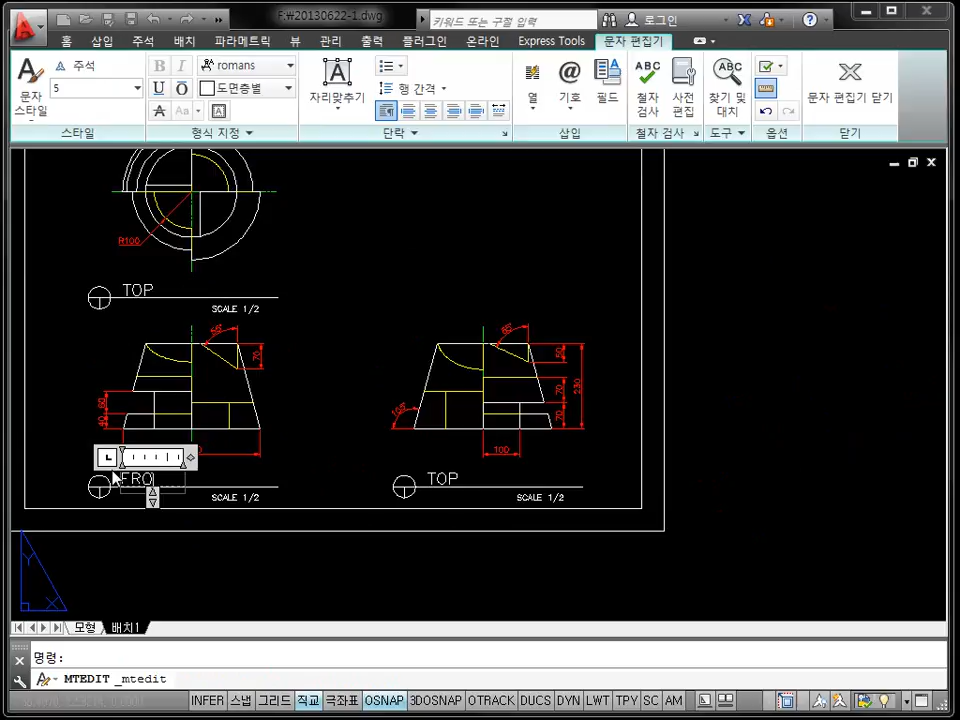 F:₩20130622-1.dwg
키워드 또는 구절 입력
로그인
홈 삽입 주석 배치 파라메트릭 뷰 관리 출력 플러그인 온라인 Express Tools 문자 편집기
문자 스타일
주석
5
스타일
B I
romans
U O
도면층별
A Aa
형식 지정
자리맞추기
행 간격
단락
열
기호
필드
삽입
철자 검사
사전 편집
철자 검사
찾기 및 대치
도구
옵션
문자 편집기 닫기
닫기
R100
TOP
SCALE 1/2
70
60
40
SCALE 1/2
FRO
50
70
70
230
100
TOP
SCALE 1/2
Y
X
모형 배치1
명령:
MTEDIT _mtedit
INFER 스냅 그리드 직교 극좌표 OSNAP 3DOSNAP OTRACK DUCS DYN LWT TPY SC AM